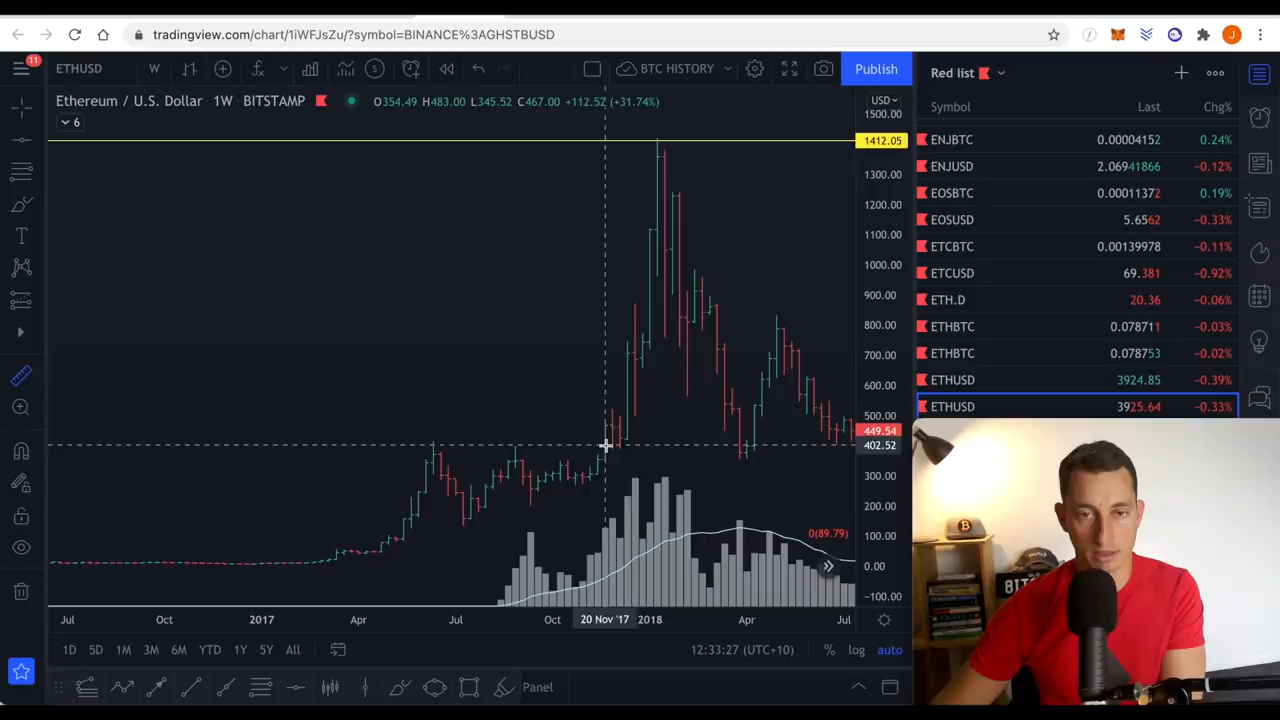 tradingview.com/chart/1iWFJsZu/?symbol=BINANCE%3AGHSTBUSD
J
11
ETHUSD W BTC HISTORY Publish
Red list
Ethereum / U.S. Dollar 1W BITSTAMP O354.49 H483.00 L345.52 C467.00 +112.52 (+31.74%)
USD
Symbol Last Chg%
6
1500.00
1412.05
1300.00
1200.00
1100.00
1000.00
900.00
800.00
700.00
600.00
500.00
449.54
402.52
300.00
200.00
100.00
0.00
−100.00
0(89.79)
ENJBTC 0.00004152 0.24%
ENJUSD 2.06941866 −0.12%
EOSBTC 0.00011372 0.19%
EOSUSD 5.6562 −0.33%
ETCBTC 0.00139978 −0.11%
ETCUSD 69.381 −0.92%
ETH.D 20.36 −0.06%
ETHBTC 0.078711 −0.03%
ETHBTC 0.078753 −0.02%
ETHUSD 3924.85 −0.39%
ETHUSD 3925.64 −0.33%
Jul Oct 2017 Apr Jul Oct 20 Nov '17 2018 Apr Jul
1D 5D 1M 3M 6M YTD 1Y 5Y All 12:33:27 (UTC+10) % log auto
Panel